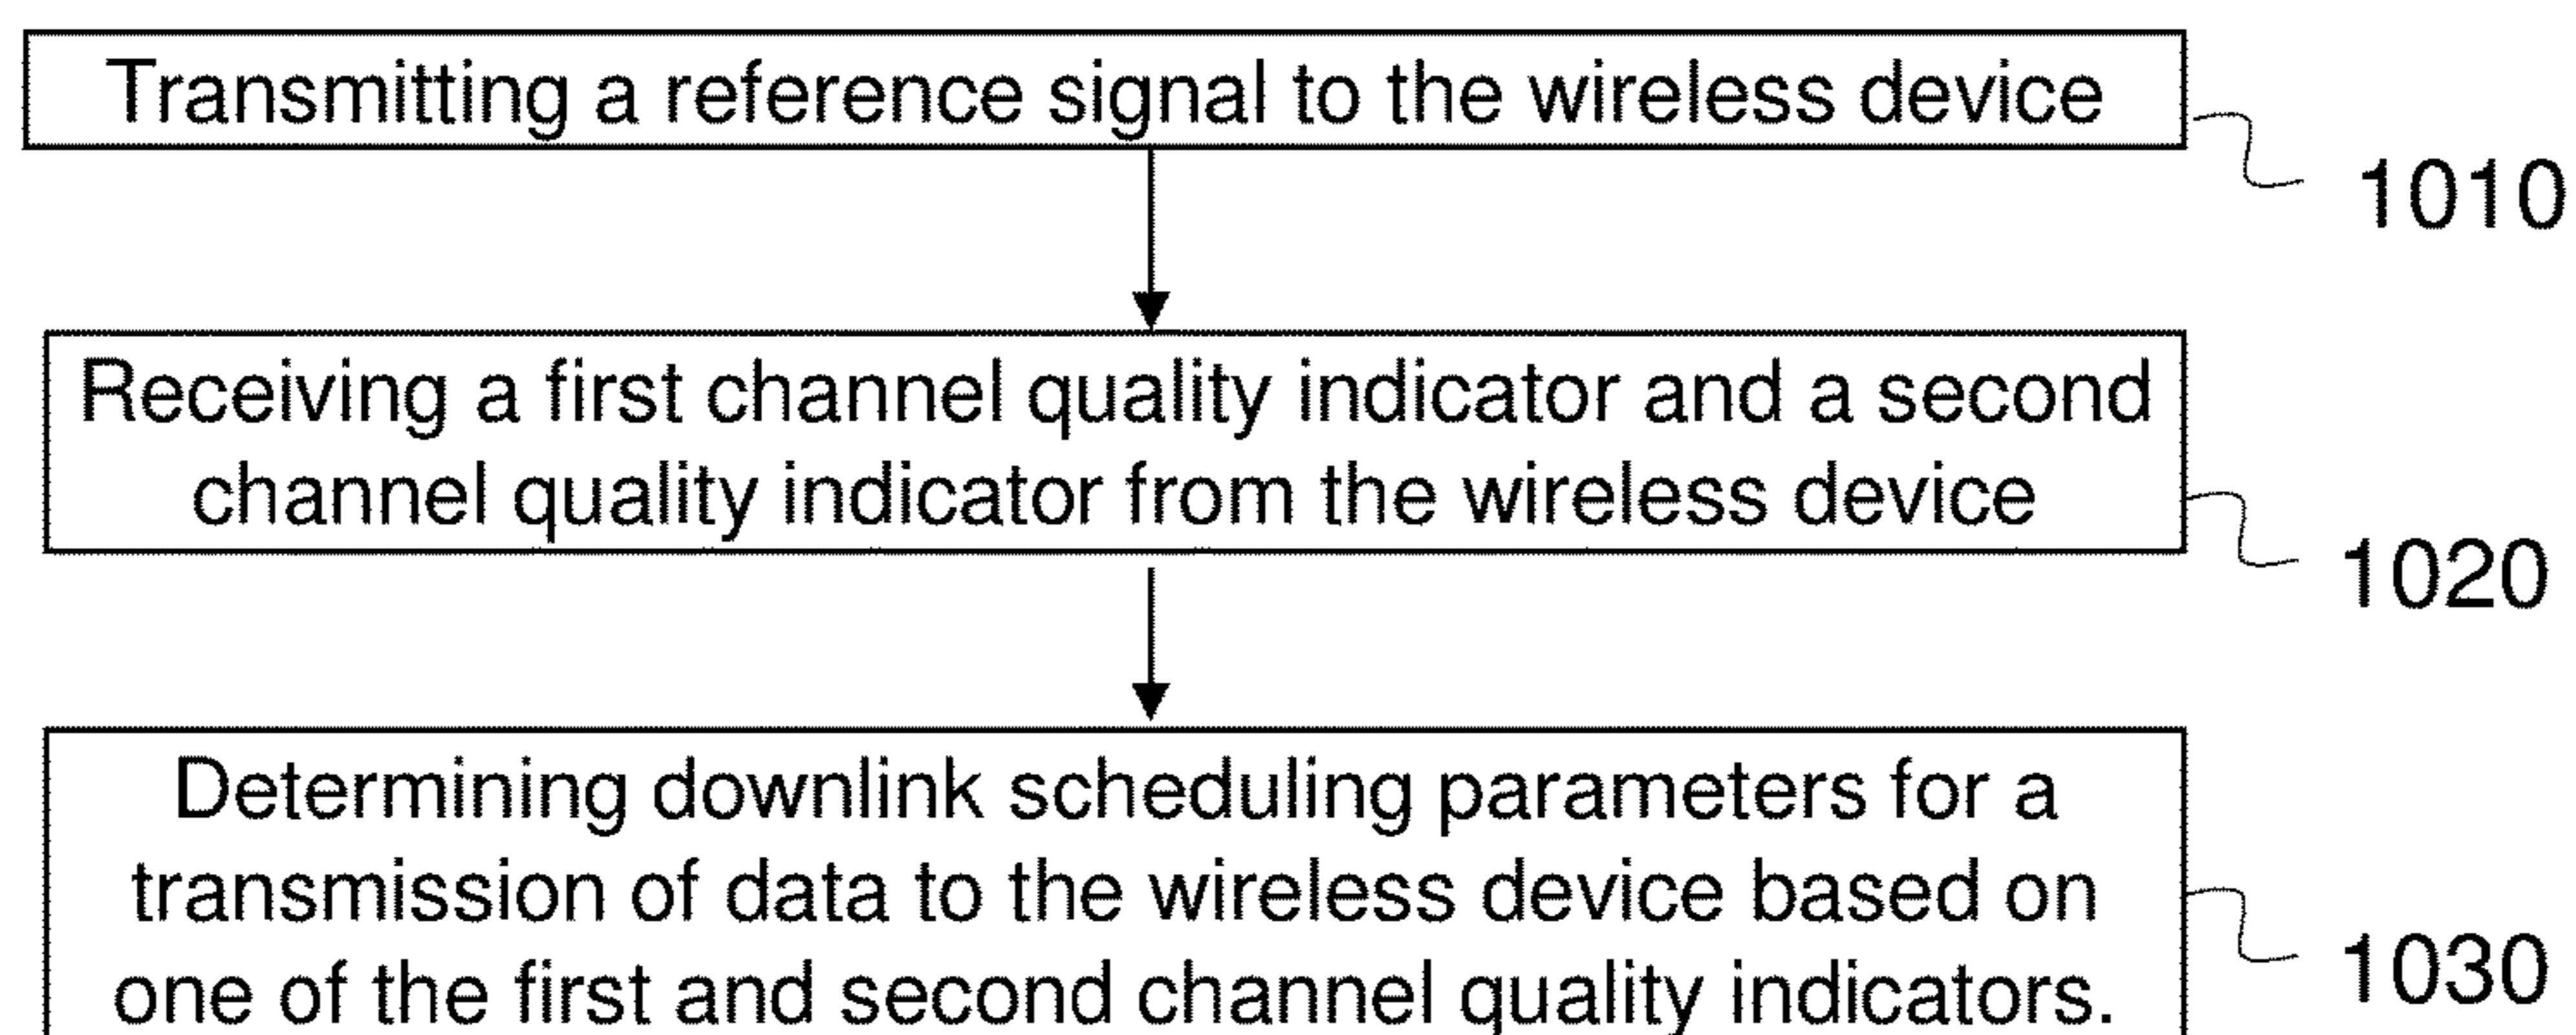 Transmitting a reference signal to the wireless device
1010
Receiving a first channel quality indicator and a second
channel quality indicator from the wireless device
1020
Determining downlink scheduling parameters for a
transmission of data to the wireless device based on
one of the first and second channel quality indicators.
1030